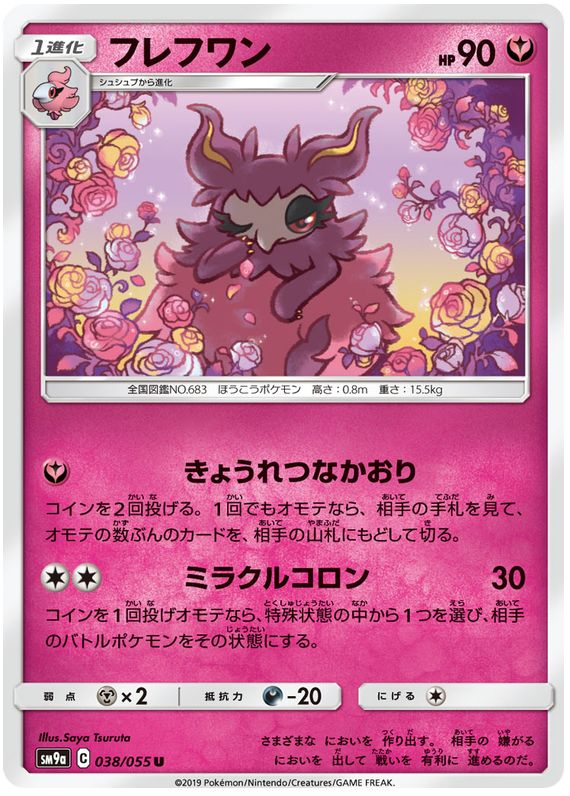 1進化
フレフワン
HP 90
シュシュプから進化
全国図鑑NO.683 ほうこうポケモン 高さ:0.8m 重さ:15.5kg
きょうれつなかおり
コインを2回投げる。1回でもオモテなら、相手の手札を見て、
オモテの数ぶんのカードを、相手の山札にもどして切る。
ミラクルコロン 30
コインを1回投げオモテなら、特殊状態の中から1つを選び、相手
のバトルポケモンをその状態にする。
弱点 ×2 抵抗力 -20 にげる
Illus.Saya Tsuruta
sm9a C 038/055 U
さまざまな においを 作り出す。 相手の 嫌がる
においを 出して 戦いを 有利に 進めるのだ。
©2019 Pokémon/Nintendo/Creatures/GAME FREAK.